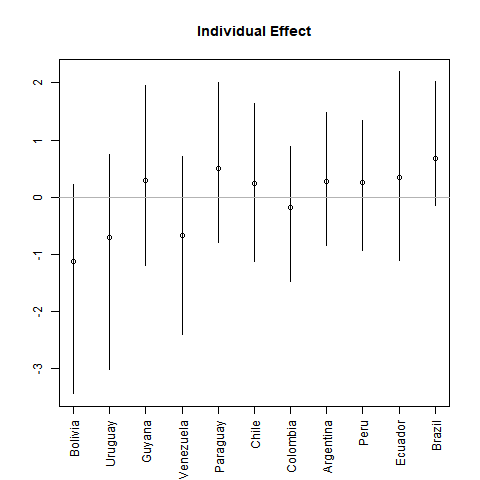 Individual Effect
2
1
0
-1
-2
-3
Bolivia
Uruguay
Guyana
Venezuela
Paraguay
Chile
Colombia
Argentina
Peru
Ecuador
Brazil